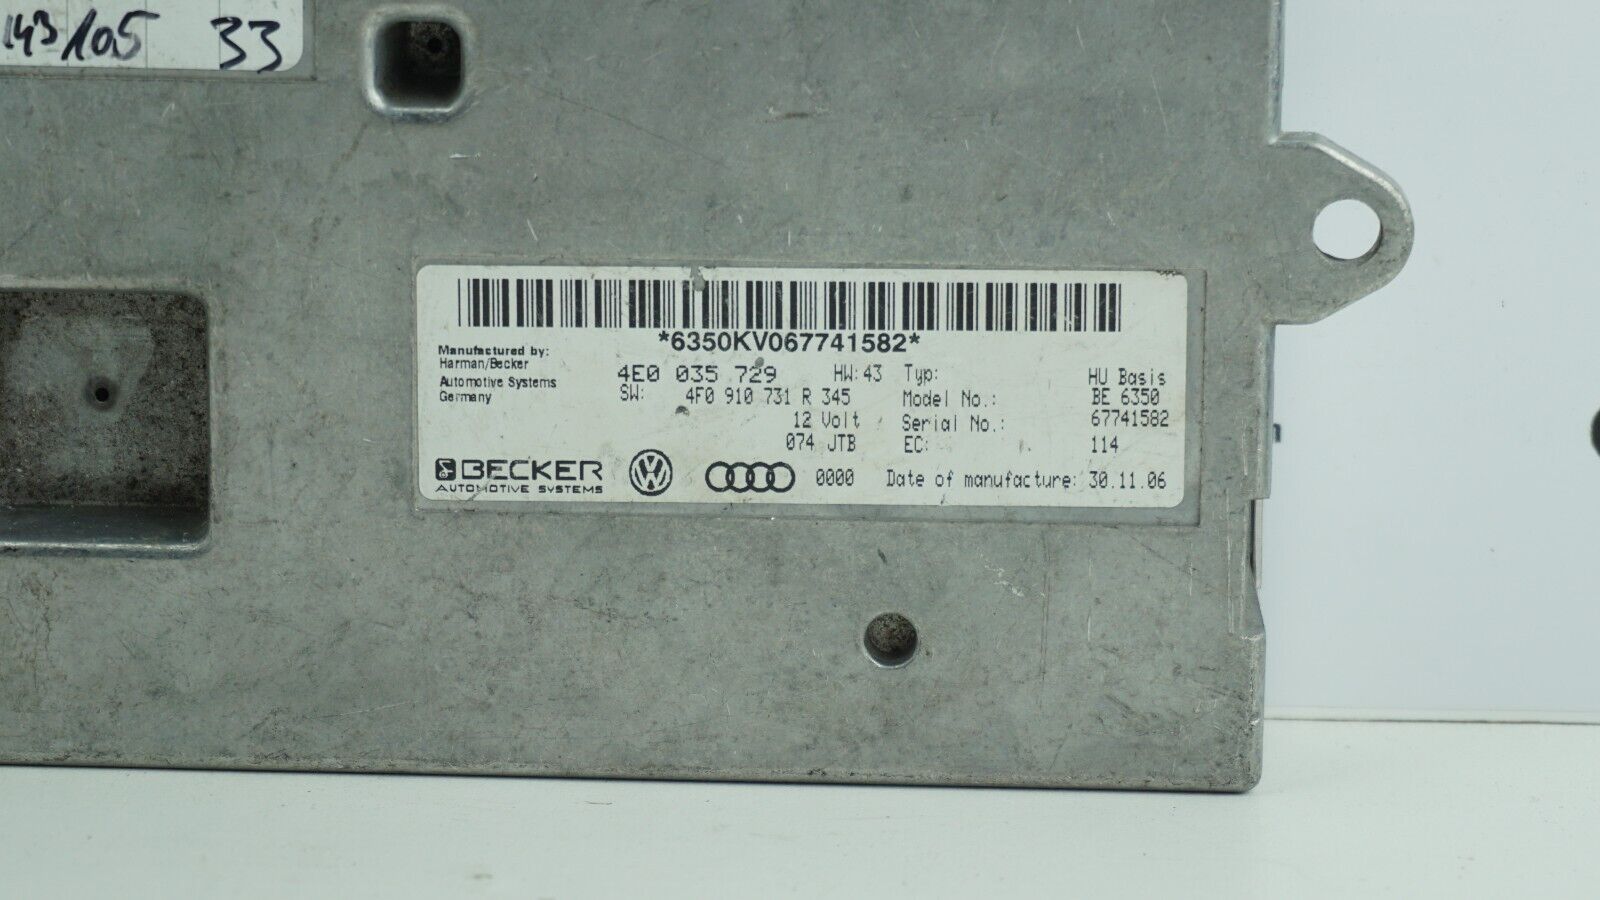 143/105 33
*6350KV067741582*
Manufactured by:
Harman/Becker
Automotive Systems
Germany
4E0 035 729 HW:43 Typ: HU Basis
SW: 4F0 910 731 R 345 Model No.: BE 6350
12 Volt Serial No.: 67741582
074 JTB EC: 114
BECKER
AUTOMOTIVE SYSTEMS
0000 Date of manufacture: 30.11.06